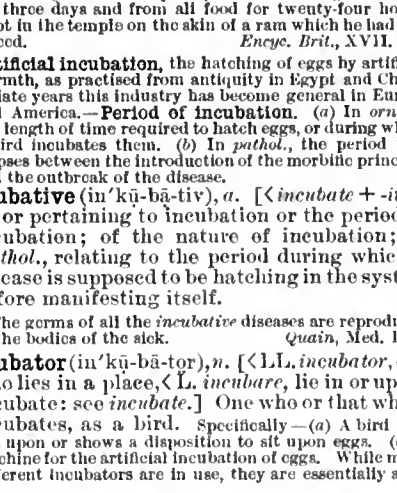 three days and from all food for twenty-four ho
t in the temple on the skin of a ram which he had
ced. Encyc. Brit., XVII.
tificial incubation, the hatching of eggs by artifi
rmth, as practised from antiquity in Egypt and Ch
late years this industry has become general in Eur
America.—Period of incubation. (a) In orn
length of time required to hatch eggs, or during wh
ird incubates them. (b) In pathol., the period
pses between the introduction of the morbific princ
the outbreak of the disease.
ubative (in'kū-bā-tiv), a. [< incubate + -it
or pertaining to incubation or the period
ubation; of the nature of incubation;
thol., relating to the period during whic
ease is supposed to be hatching in the syst
fore manifesting itself.
he germs of all the incubative diseases are reprodu
the bodies of the sick. Quain, Med. I
ubator (in'kū-bā-tor), n. [< LL. incubator,
o lies in a place, < L. incubare, lie in or up
ubate: see incubate.] One who or that wh
ubates, as a bird. Specifically—(a) A bird
upon or shows a disposition to sit upon eggs. (
chine for the artificial incubation of eggs. While m
erent incubators are in use, they are essentially a